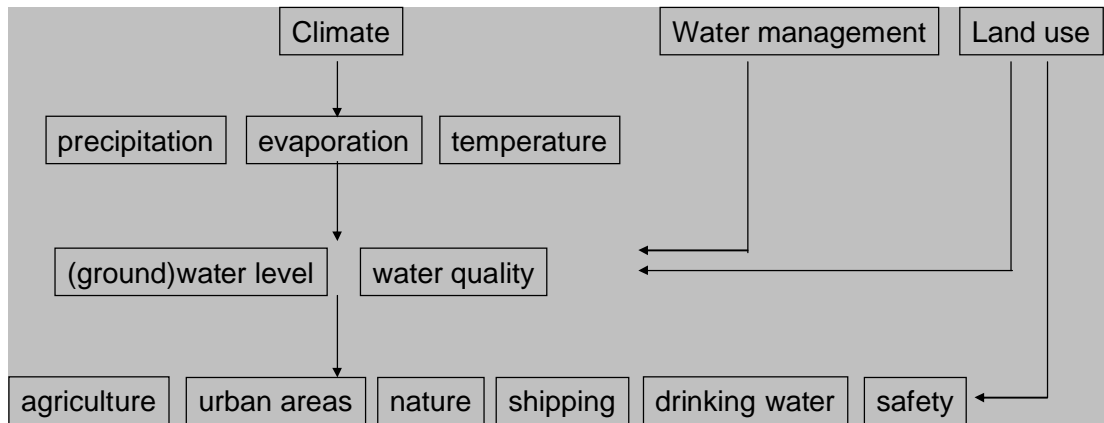 Climate Water management Land use
precipitation evaporation temperature
(ground)water level water quality
agriculture urban areas nature shipping drinking water safety